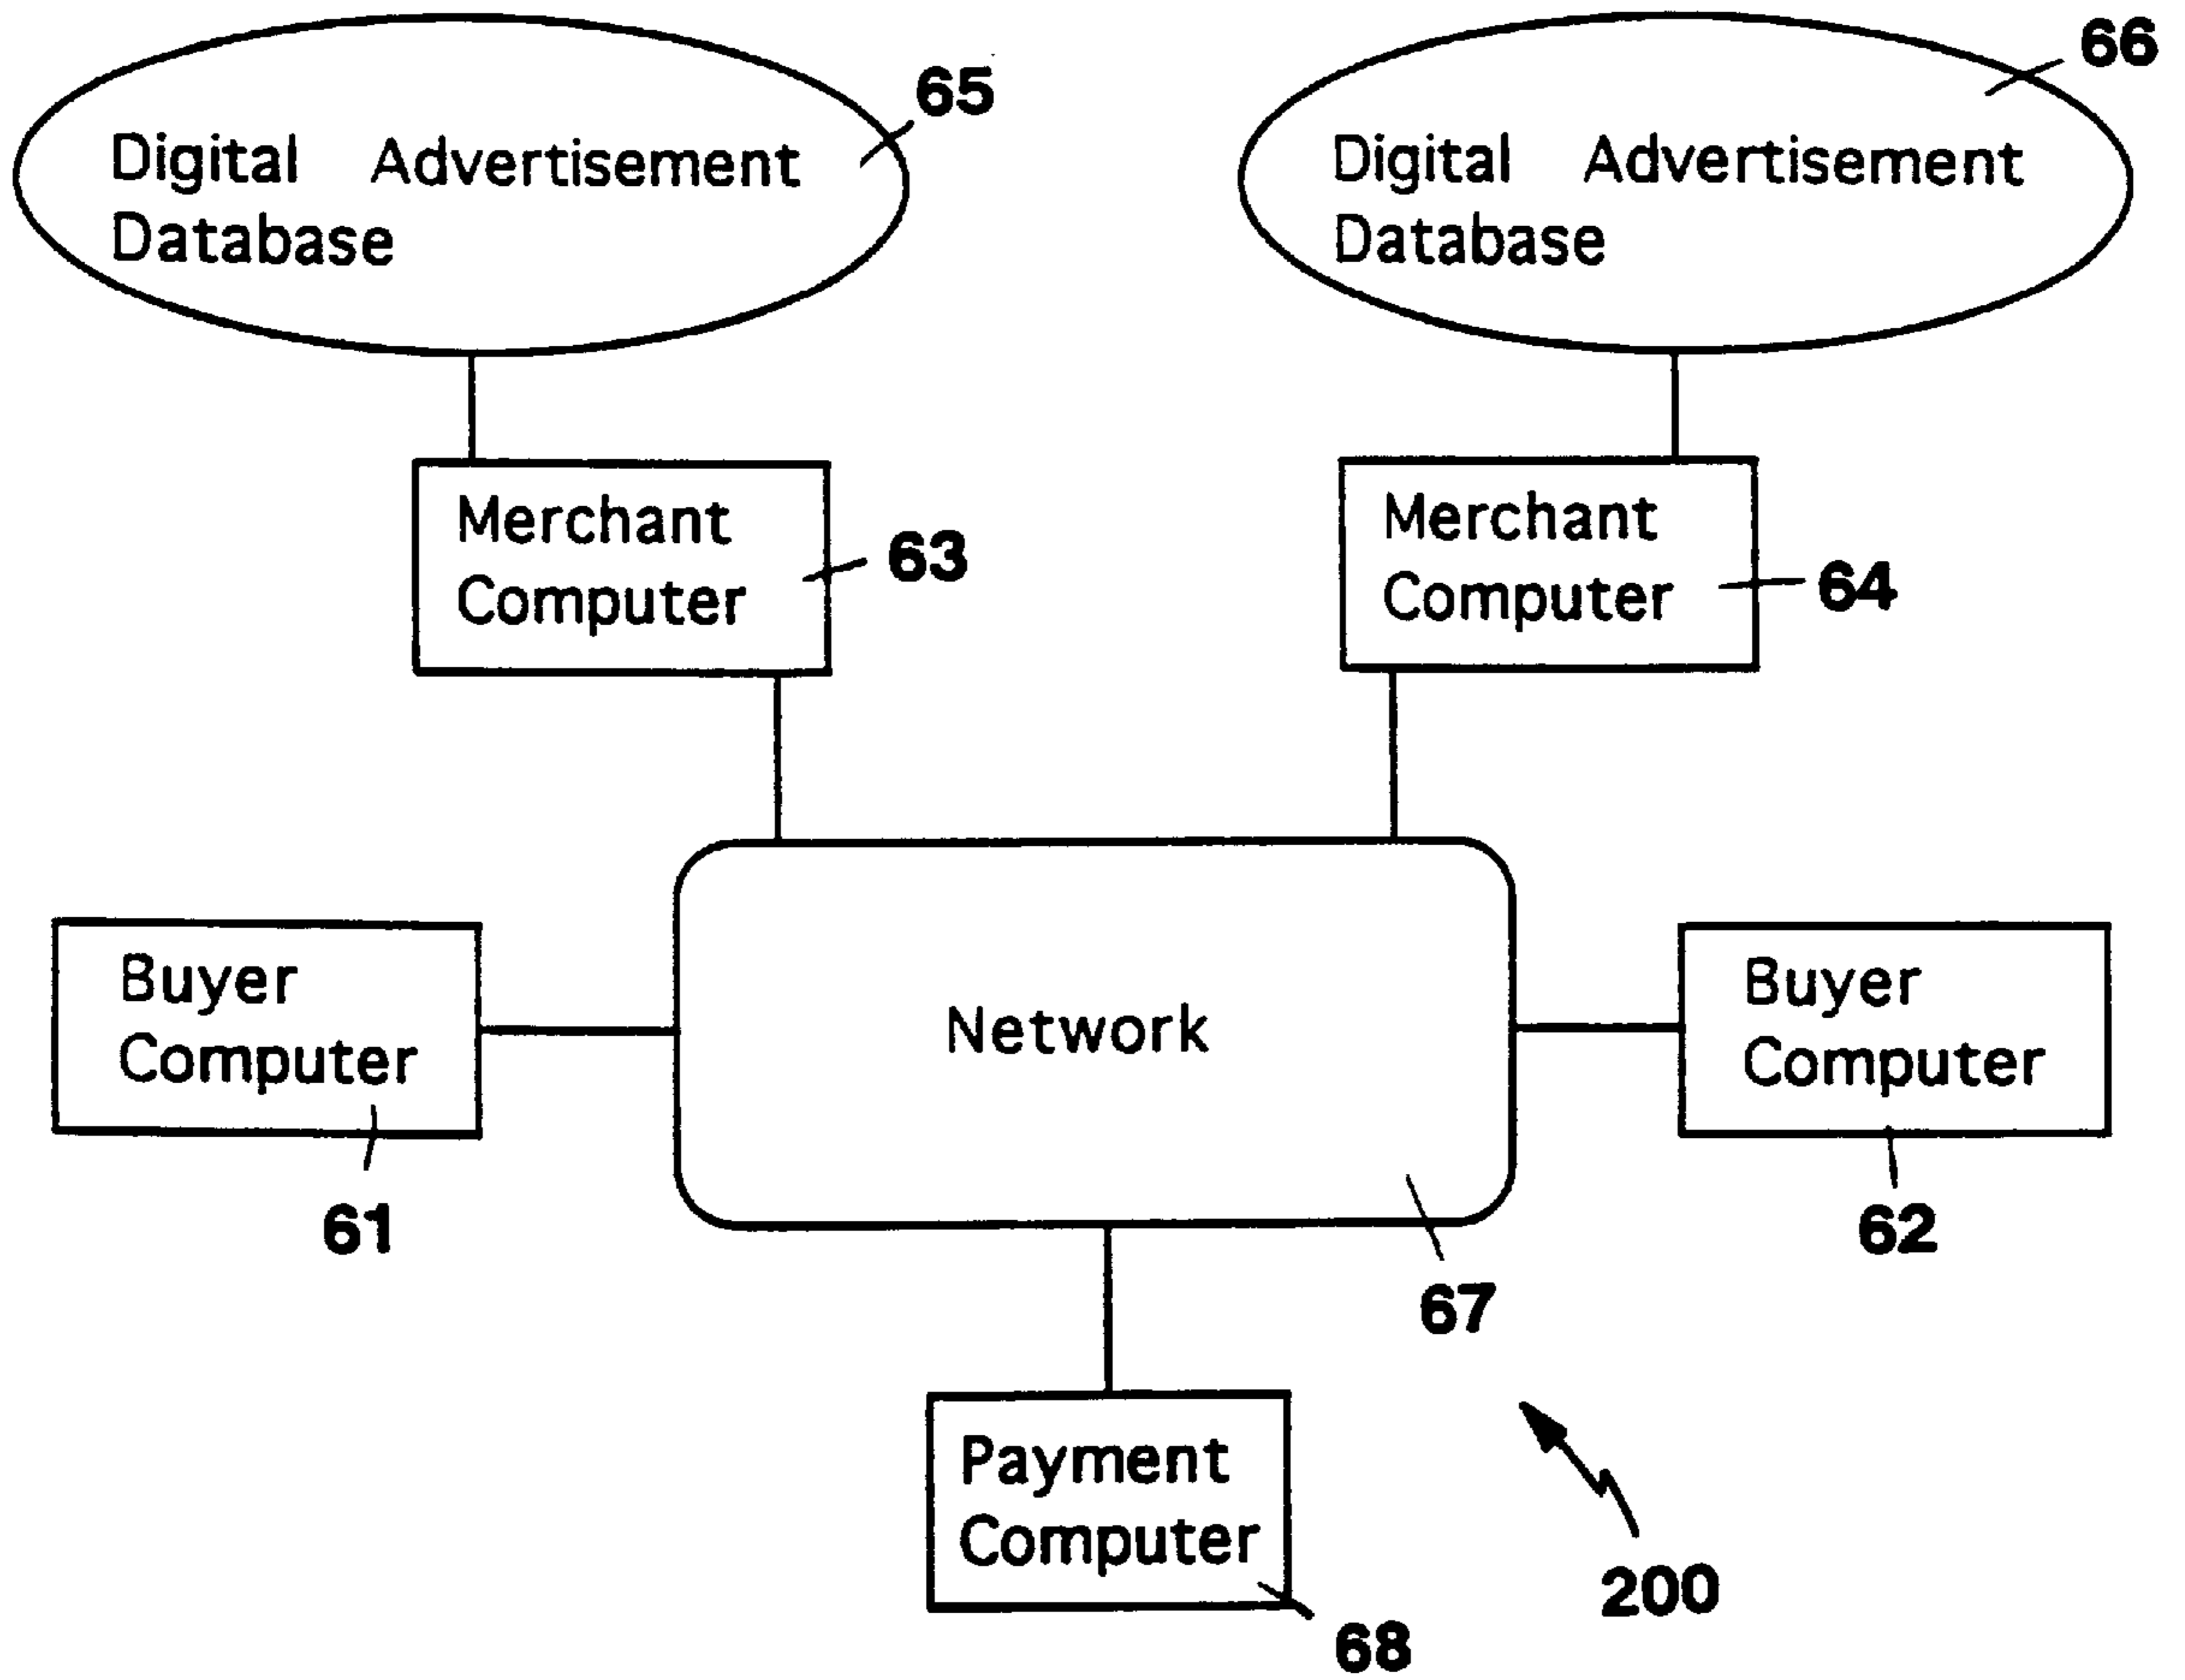 65
66
Digital Advertisement
Database
Digital Advertisement
Database
Merchant
Computer
63
Merchant
Computer
64
Buyer
Computer
61
Network
67
Buyer
Computer
62
Payment
Computer
68
200